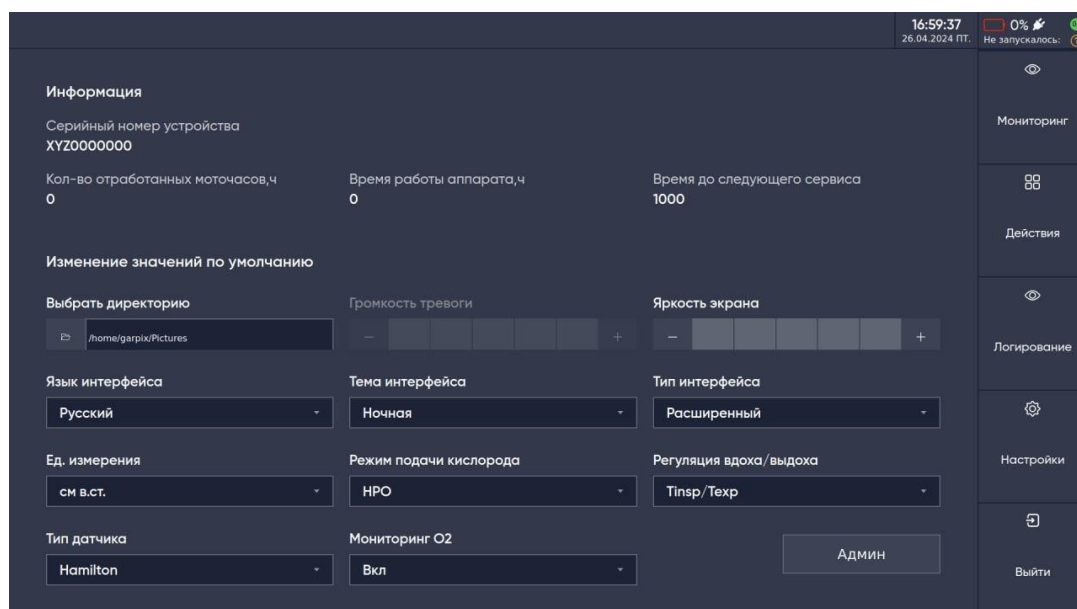 16:59:37
26.04.2024 ПТ.
0%
Не запускалось:
Информация
Серийный номер устройства
XYZ0000000
Кол-во отработанных моточасов,ч
0
Время работы аппарата,ч
0
Время до следующего сервиса
1000
Изменение значений по умолчанию
Выбрать директорию
/home/garpix/Pictures
Громкость тревоги
− +
Яркость экрана
− +
Язык интерфейса
Русский
Тема интерфейса
Ночная
Тип интерфейса
Расширенный
Ед. измерения
см в.ст.
Режим подачи кислорода
HPO
Регуляция вдоха/выдоха
Tinsp/Texp
Тип датчика
Hamilton
Мониторинг O2
Вкл
Админ
Мониторинг
Действия
Логирование
Настройки
Выйти